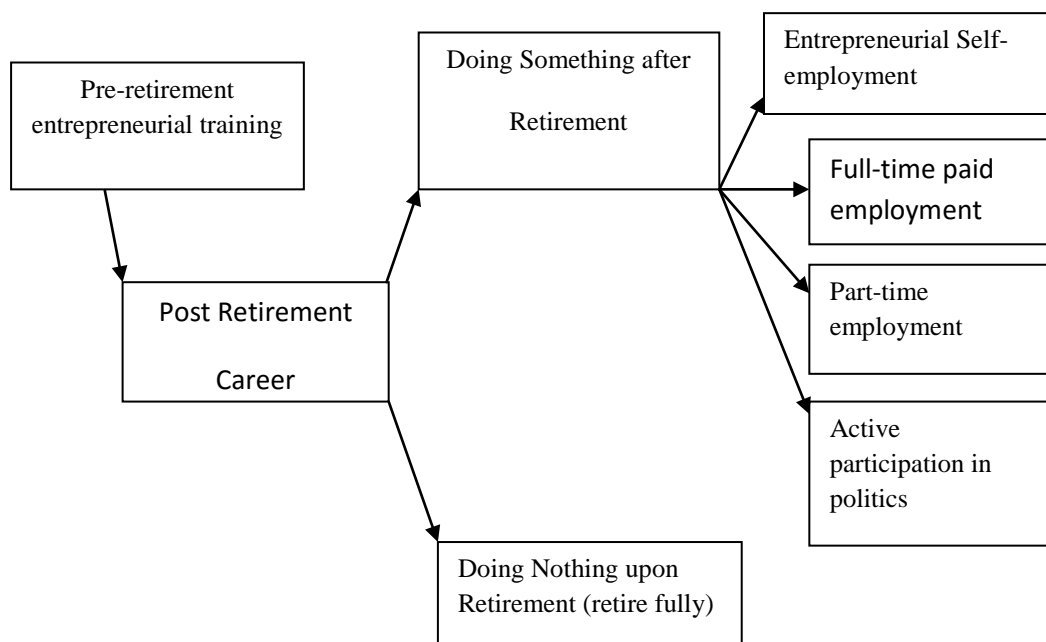 Pre-retirement
entrepreneurial training
Doing Something after
Retirement
Entrepreneurial Self-
employment
Full-time paid
employment
Part-time
employment
Active
participation in
politics
Post Retirement
Career
Doing Nothing upon
Retirement (retire fully)